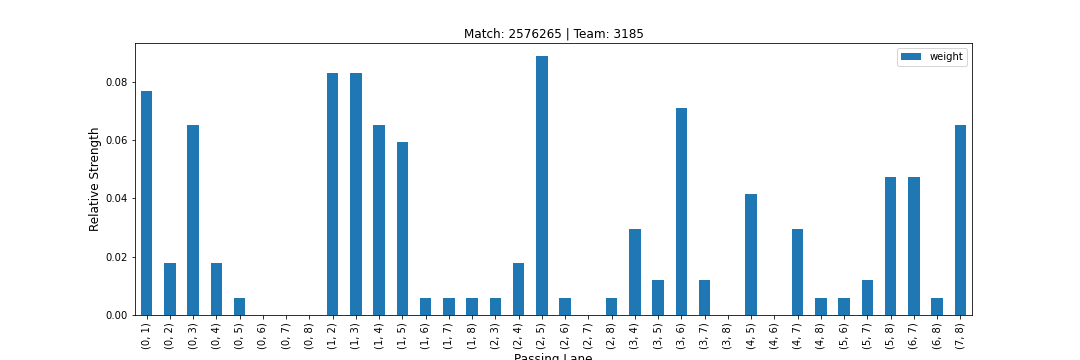 Match: 2576265 | Team: 3185
weight
Relative Strength
0.08
0.06
0.04
0.02
0.00
(0, 1) (0, 2) (0, 3) (0, 4) (0, 5) (0, 6) (0, 7) (0, 8) (1, 2) (1, 3) (1, 4) (1, 5) (1, 6) (1, 7) (1, 8) (2, 3) (2, 4) (2, 5) (2, 6) (2, 7) (2, 8) (3, 4) (3, 5) (3, 6) (3, 7) (3, 8) (4, 5) (4, 6) (4, 7) (4, 8) (5, 6) (5, 7) (5, 8) (6, 7) (6, 8) (7, 8)
Passing Lane